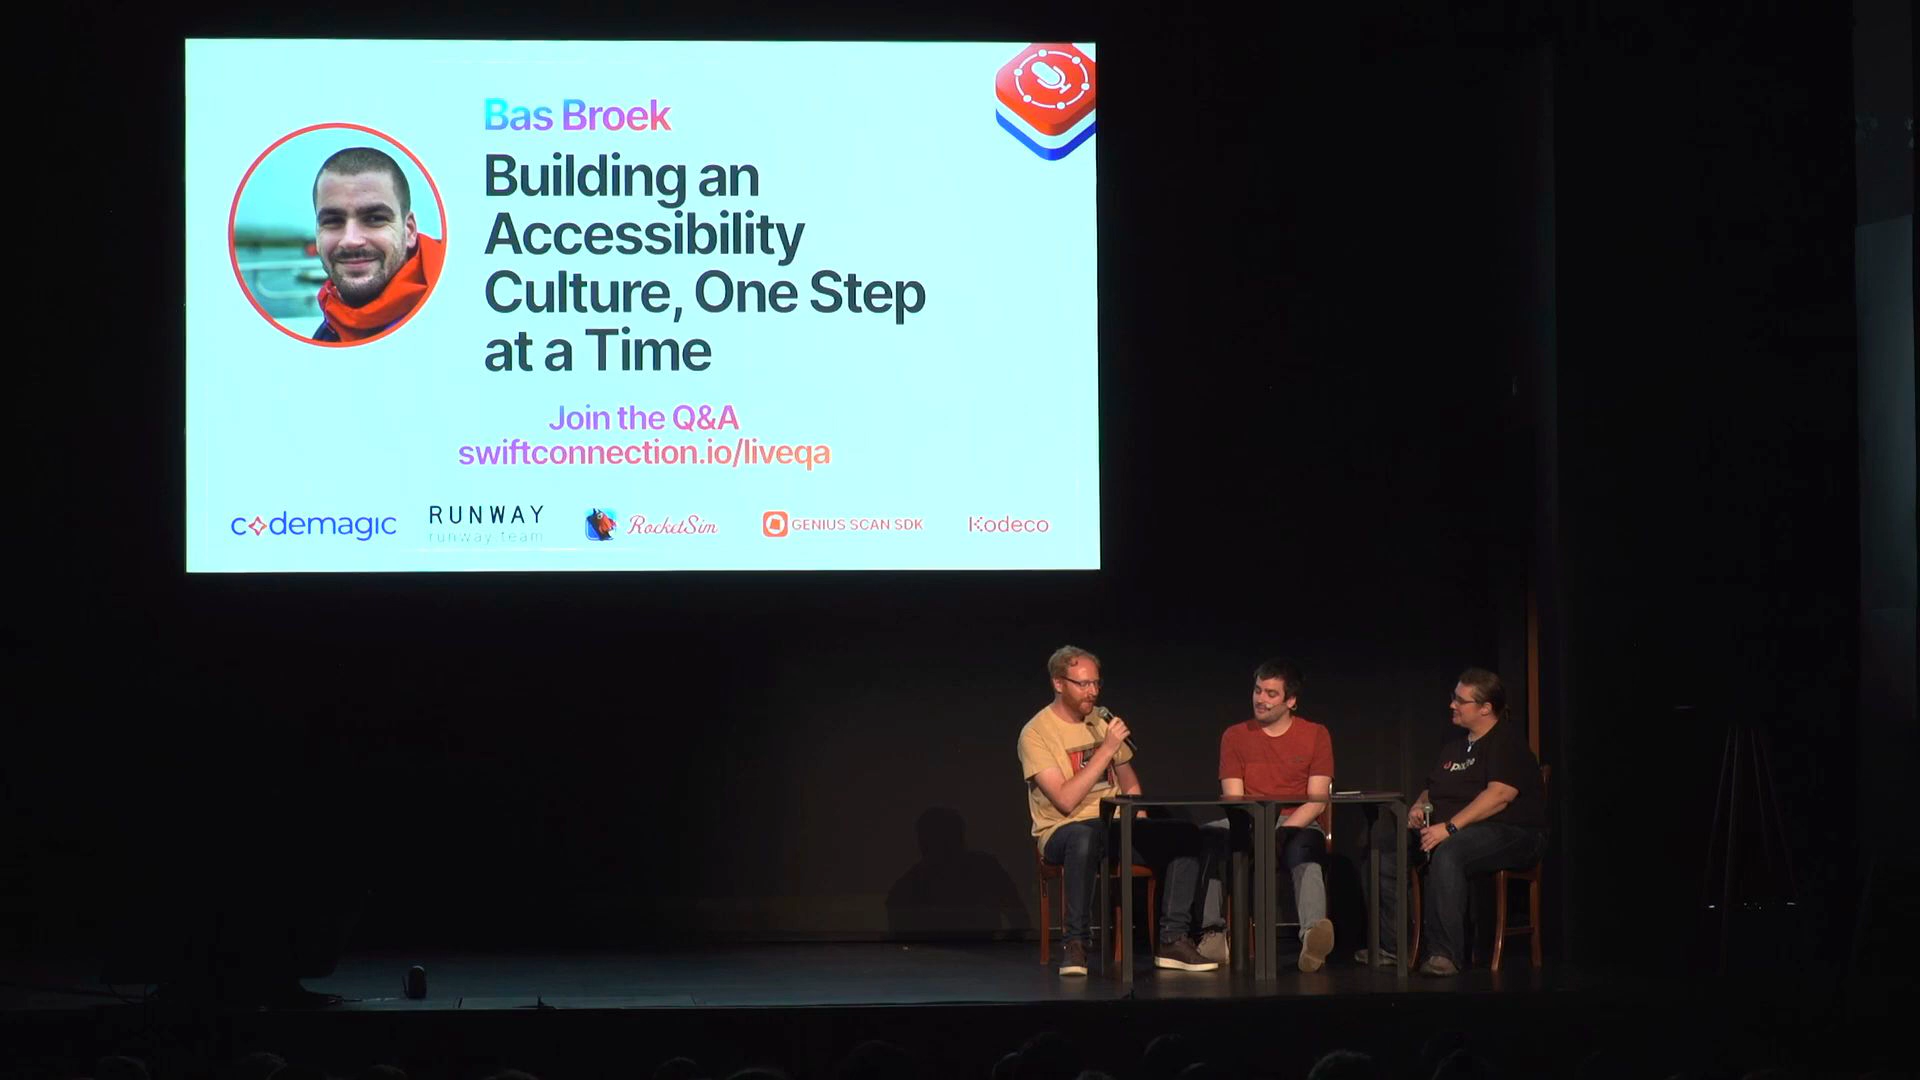 Bas Broek
Building an
Accessibility
Culture, One Step
at a Time
Join the Q&A
swiftconnection.io/liveqa
codemagic
RUNWAY
runway.team
RocketSim
GENIUS SCAN SDK
Kodeco